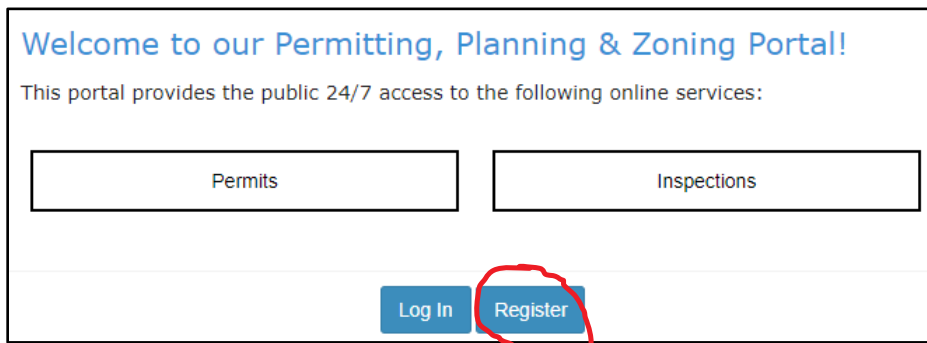 Welcome to our Permitting, Planning & Zoning Portal!
This portal provides the public 24/7 access to the following online services:
Permits
Inspections
Log In
Register